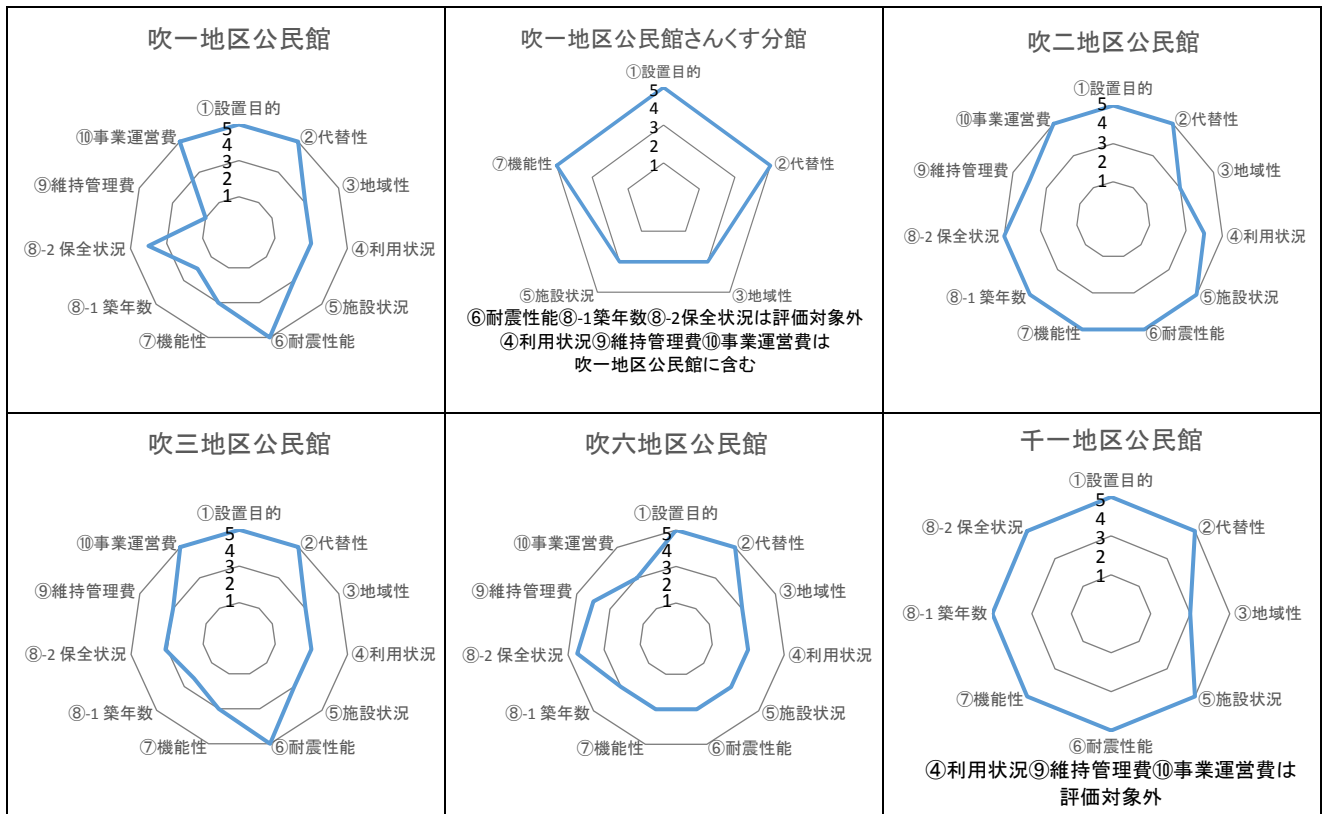 吹一地区公民館
①設置目的
⑩事業運営費
②代替性
⑨維持管理費
③地域性
⑧-2 保全状況
④利用状況
⑧-1 築年数
⑤施設状況
⑦機能性
⑥耐震性能
5
4
3
2
1
吹一地区公民館さんくす分館
①設置目的
⑦機能性
②代替性
⑤施設状況
③地域性
5
4
3
2
1
⑥耐震性能⑧-1築年数⑧-2保全状況は評価対象外
④利用状況⑨維持管理費⑩事業運営費は
吹一地区公民館に含む
吹二地区公民館
①設置目的
⑩事業運営費
②代替性
⑨維持管理費
③地域性
⑧-2 保全状況
④利用状況
⑧-1 築年数
⑤施設状況
⑦機能性
⑥耐震性能
5
4
3
2
1
吹三地区公民館
①設置目的
⑩事業運営費
②代替性
⑨維持管理費
③地域性
⑧-2 保全状況
④利用状況
⑧-1 築年数
⑤施設状況
⑦機能性
⑥耐震性能
5
4
3
2
1
吹六地区公民館
①設置目的
⑩事業運営費
②代替性
⑨維持管理費
③地域性
⑧-2 保全状況
④利用状況
⑧-1 築年数
⑤施設状況
⑦機能性
⑥耐震性能
5
4
3
2
1
千一地区公民館
①設置目的
⑧-2 保全状況
②代替性
⑧-1 築年数
③地域性
⑦機能性
⑤施設状況
⑥耐震性能
5
4
3
2
1
④利用状況⑨維持管理費⑩事業運営費は
評価対象外